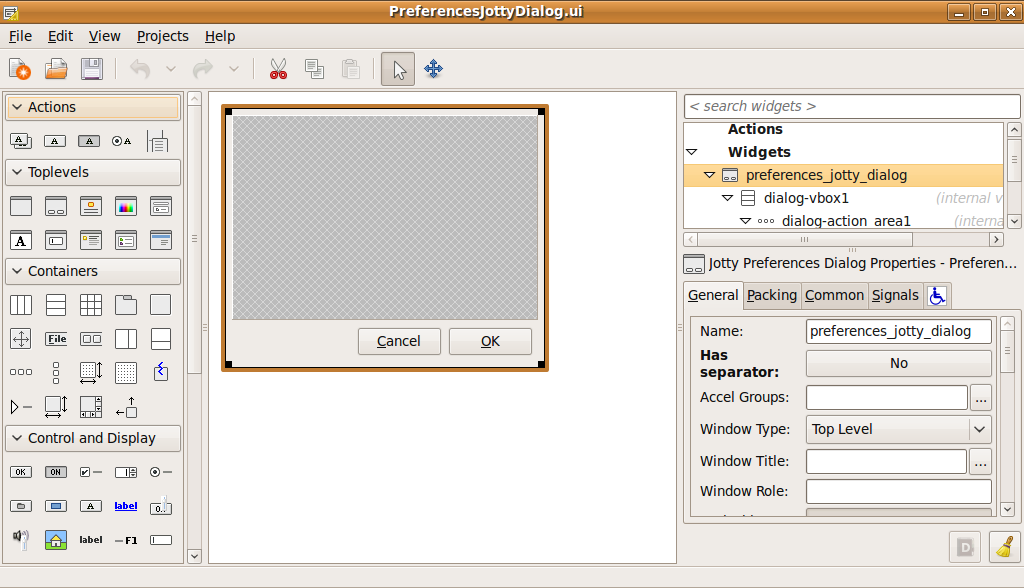 PreferencesJottyDialog.ui
File Edit View Projects Help
Actions
A A A A
Toplevels
A
Containers
File
Control and Display
OK ON
A label 0.
label F1
Cancel OK
< search widgets >
Actions
Widgets
preferences_jotty_dialog
dialog-vbox1 (internal v
dialog-action_area1 (interna
Jotty Preferences Dialog Properties - Preferen...
General Packing Common Signals
Name: preferences_jotty_dialog
Has
separator: No
Accel Groups: ...
Window Type: Top Level
Window Title: ...
Window Role:
D